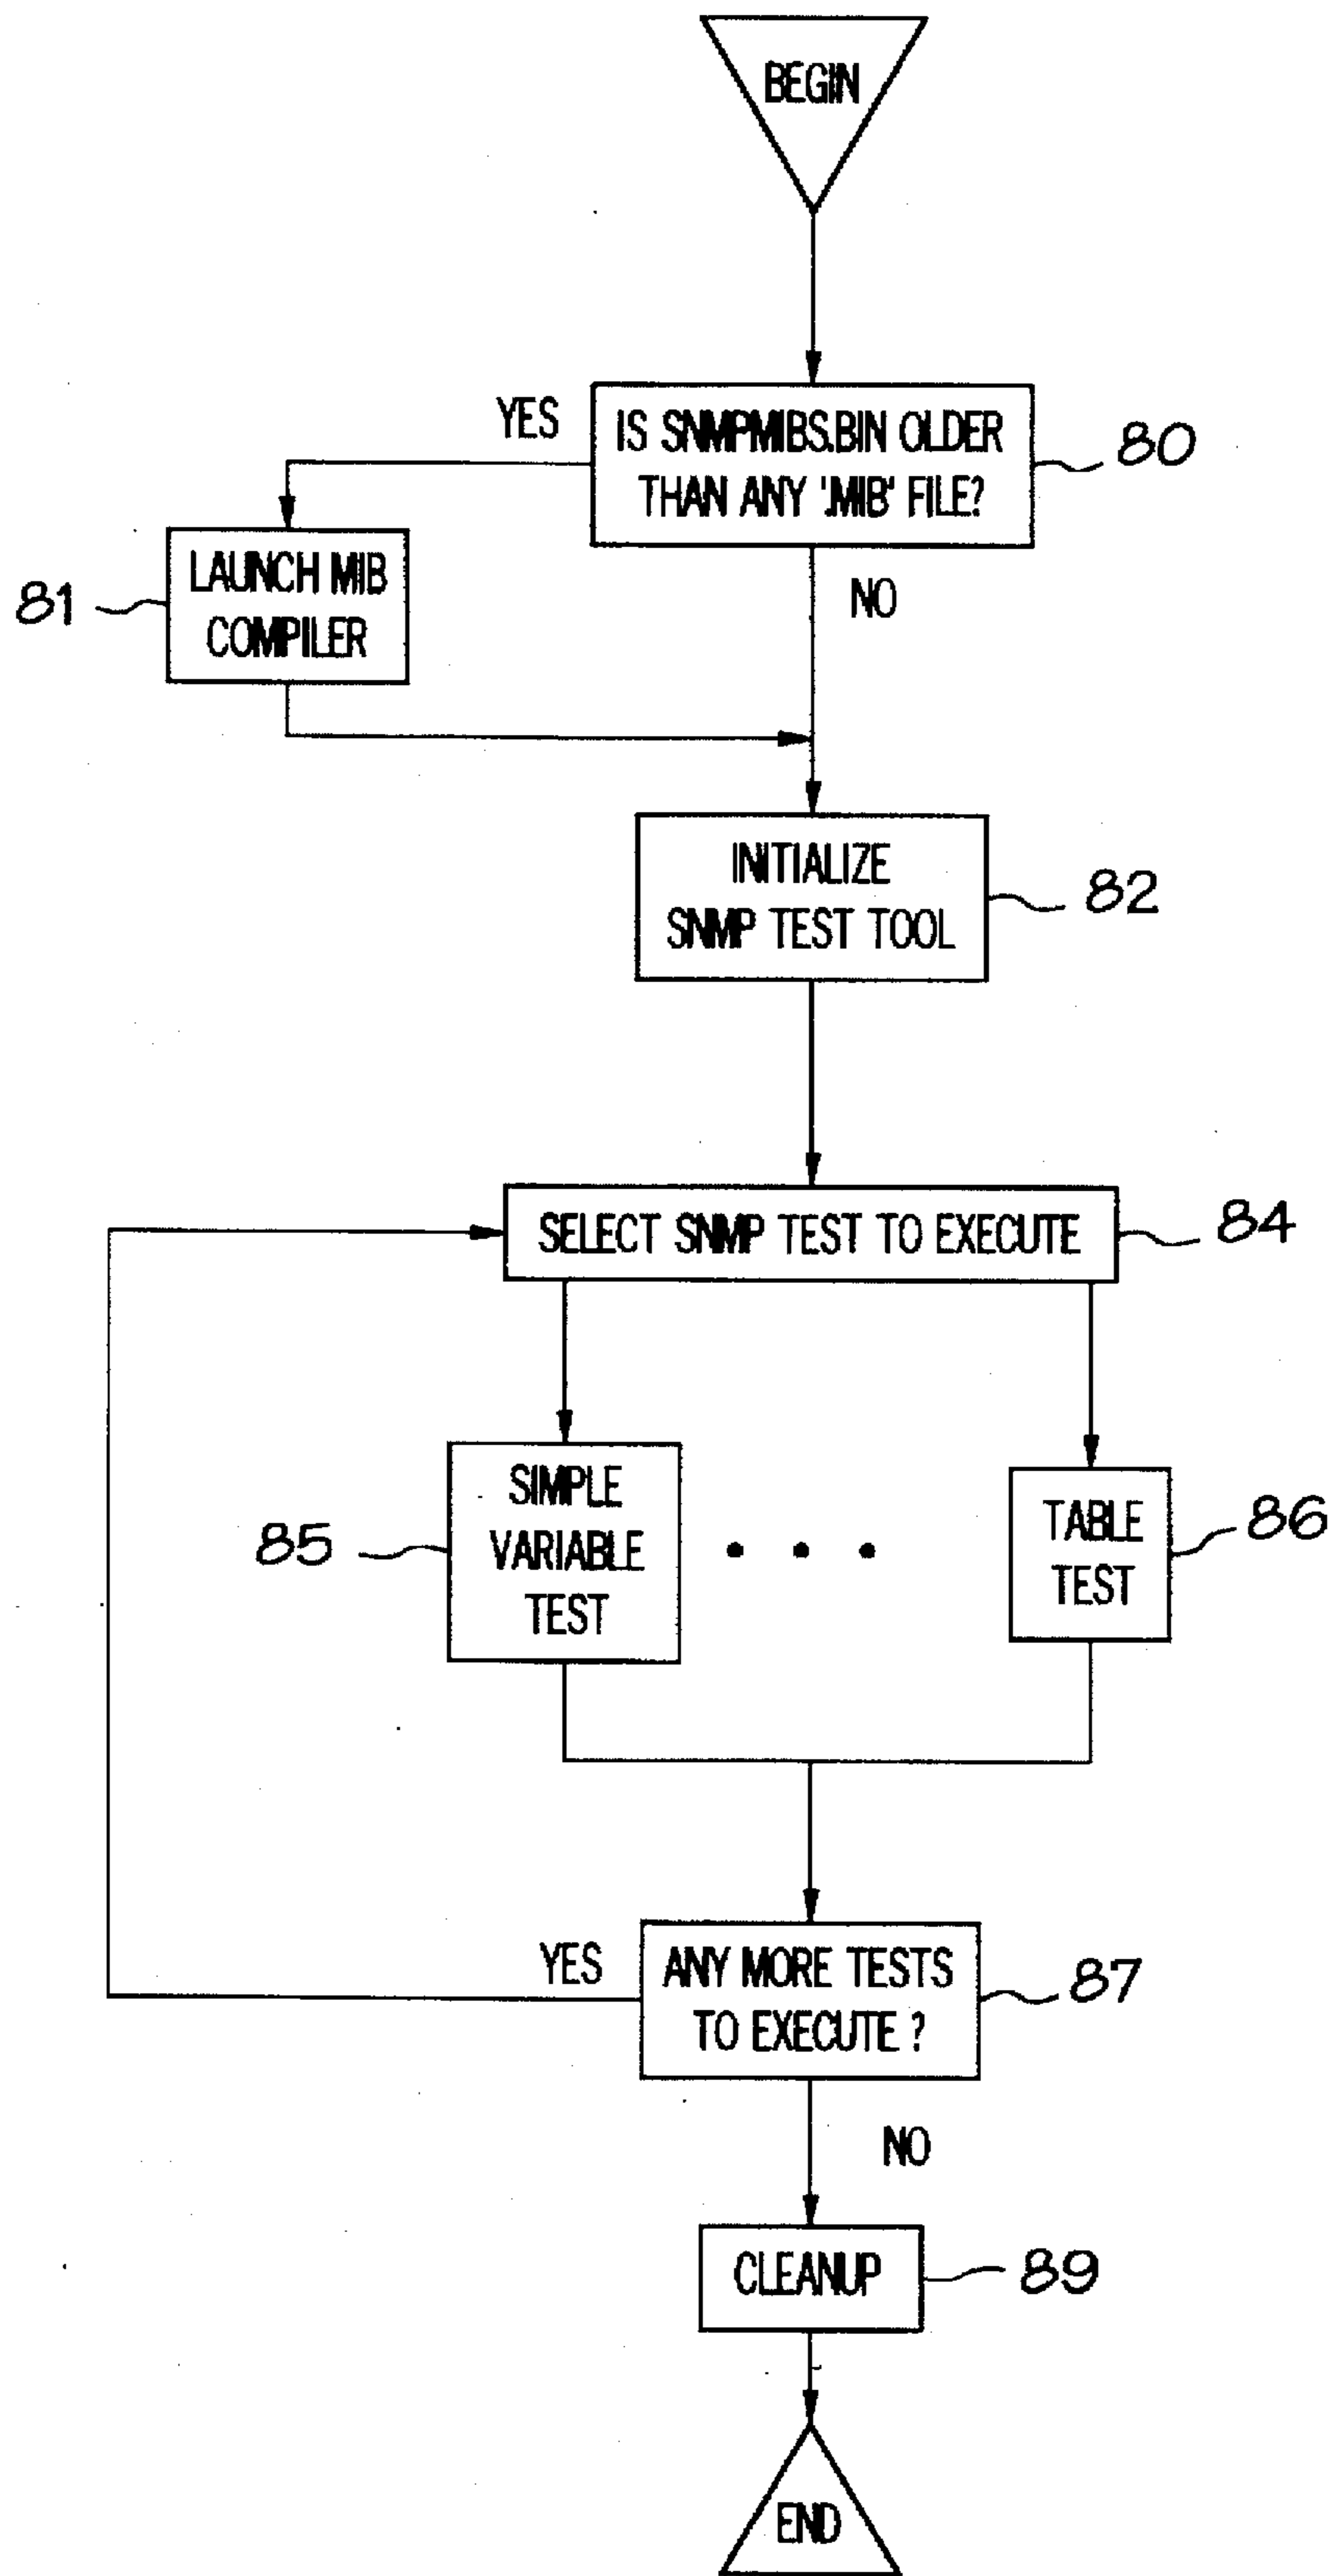 BEGIN
YES
IS SNMPMIBS.BIN OLDER
THAN ANY '.MIB' FILE?
80
LAUNCH MIB
COMPILER
81
NO
INITIALIZE
SNMP TEST TOOL
82
SELECT SNMP TEST TO EXECUTE
84
SIMPLE
VARIABLE
TEST
85
TABLE
TEST
86
YES
ANY MORE TESTS
TO EXECUTE ?
87
NO
CLEANUP
89
END